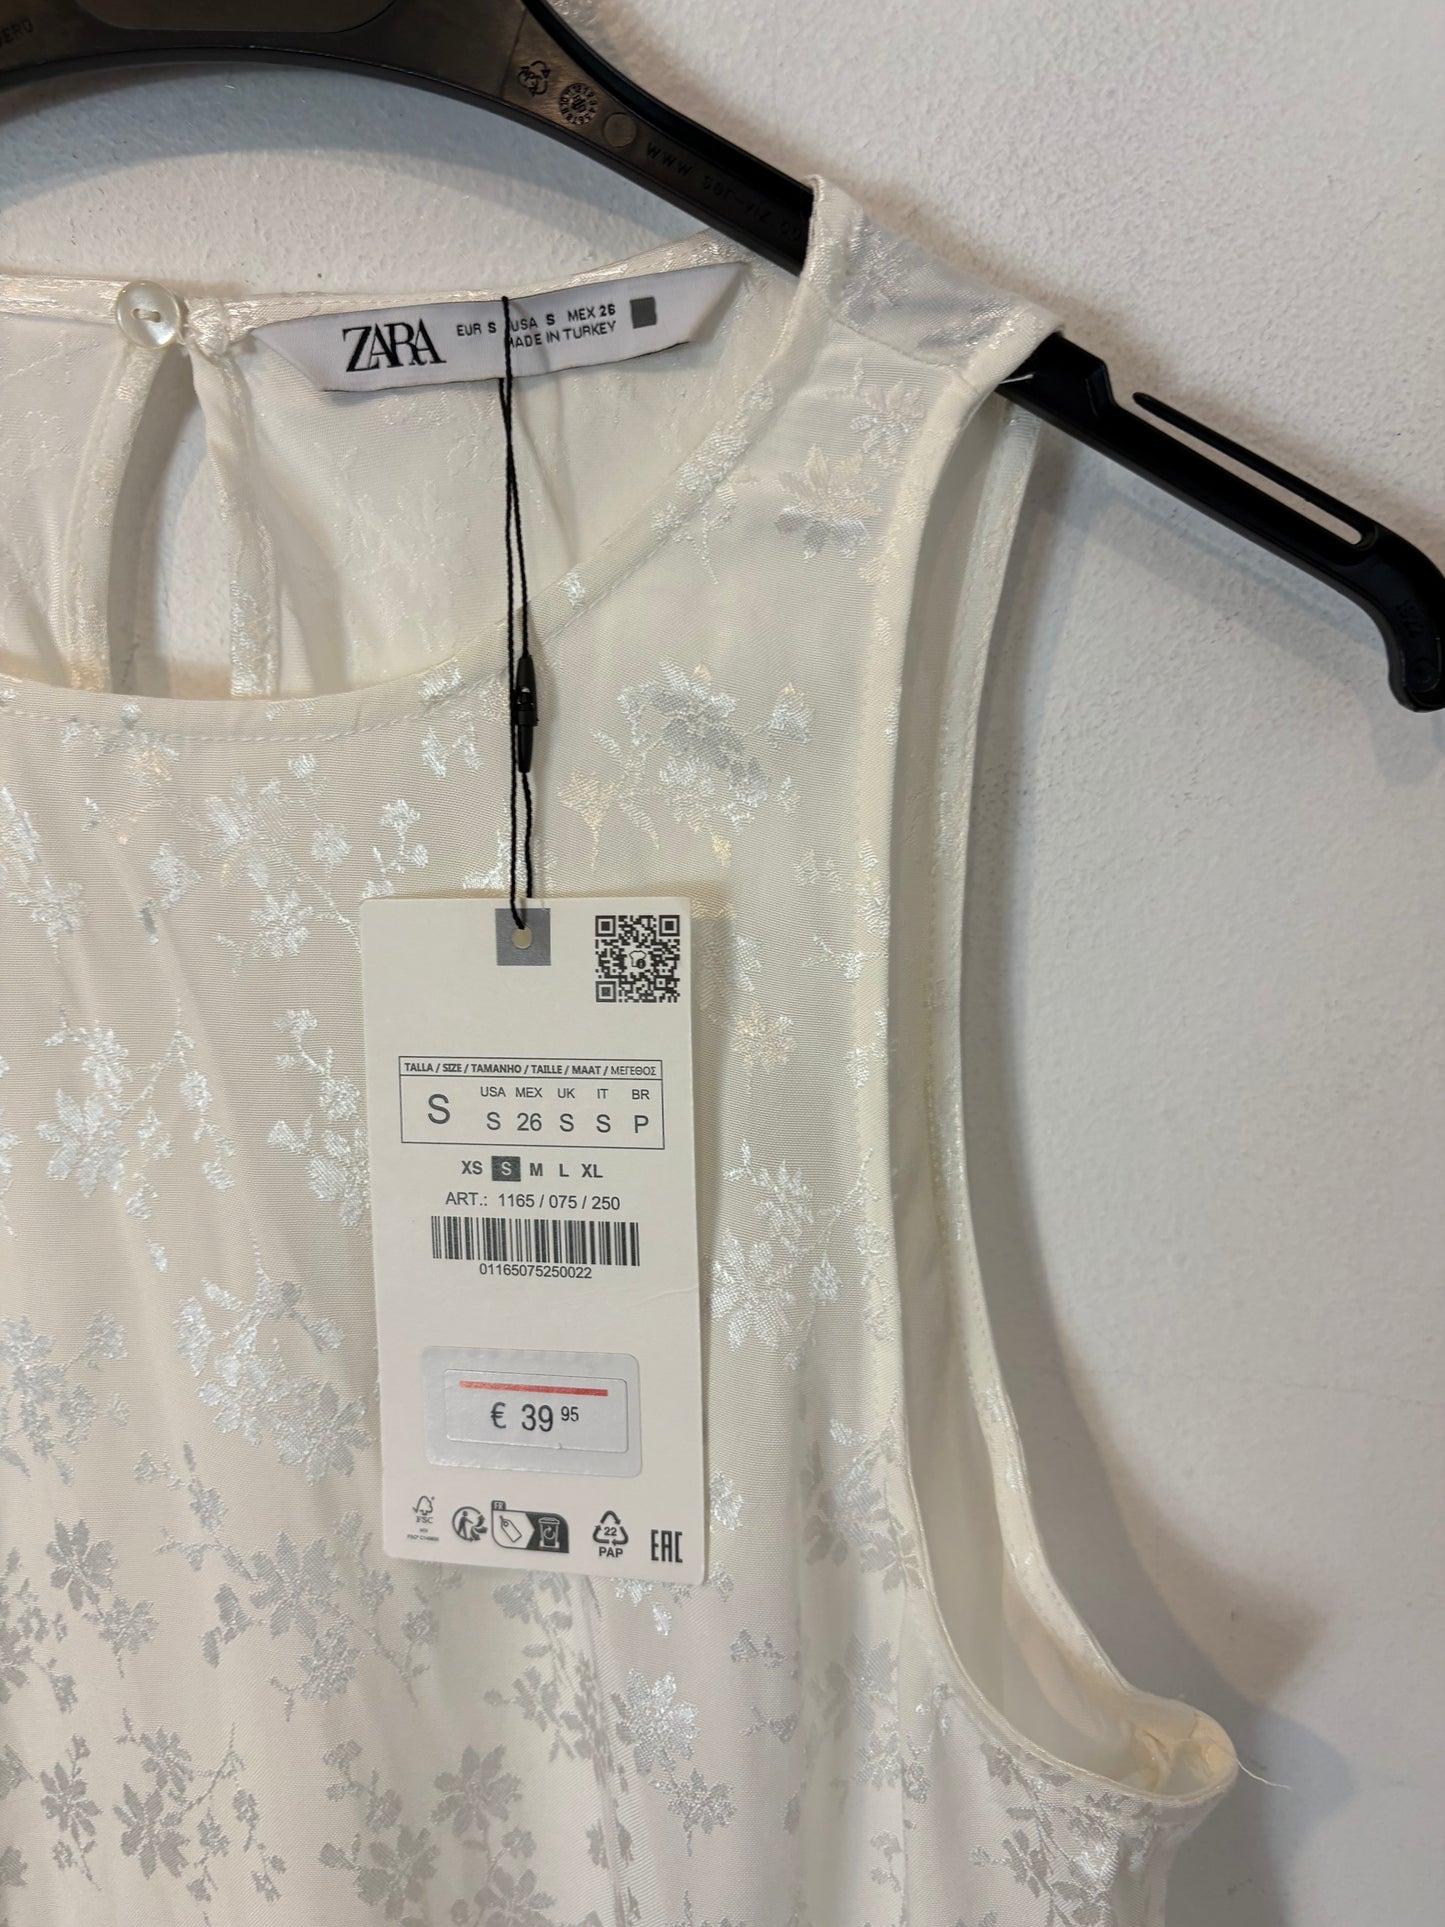 ZARA
EUR S USA S MEX 26
MADE IN TURKEY
TALLA / SIZE / TAMANHO / TAILLE / MAAT / ΜΕΓΕΘΟΣ
USA MEX UK IT BR
S S 26 S S P
XS S M L XL
ART.: 1165 / 075 / 250
01165075250022
€ 39 95
FSC
FR
22
PAP
EAC